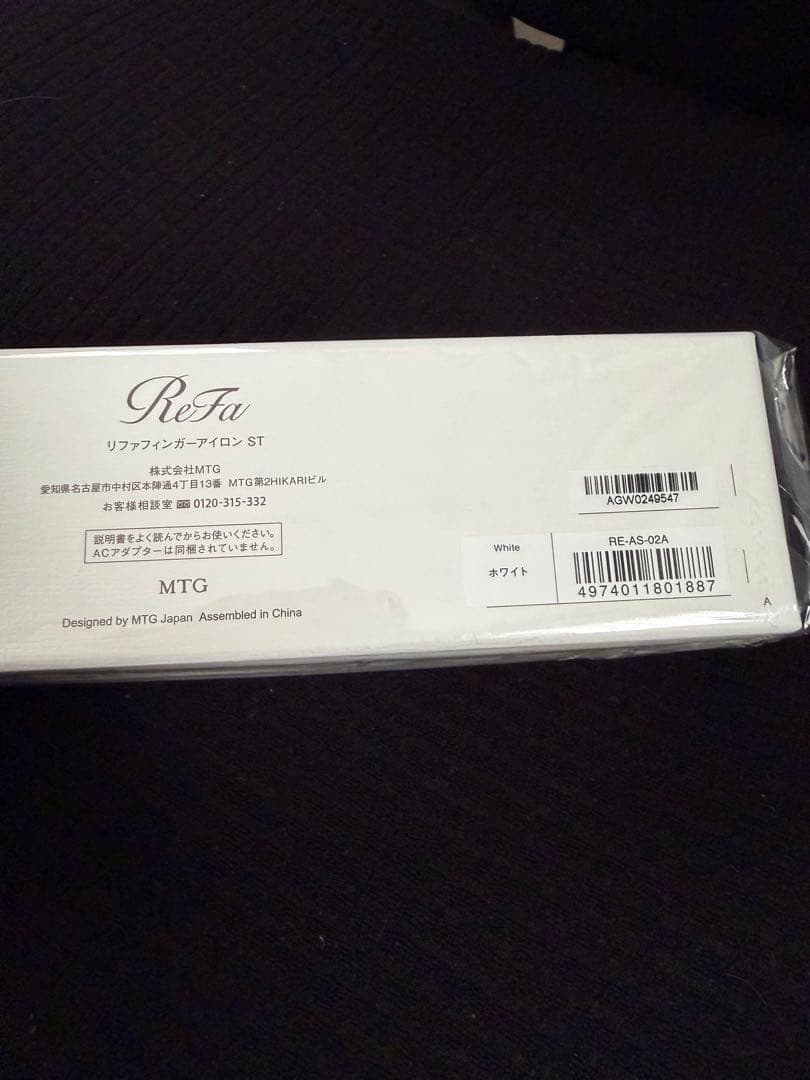 ReFa
リファフィンガーアイロン ST
株式会社MTG
愛知県名古屋市中村区本陣通4丁目13番 MTG第2HIKARIビル
お客様相談室 0120-315-332
説明書をよく読んでからお使いください。
ACアダプターは同梱されていません。
MTG
Designed by MTG Japan Assembled in China
AGW0249547
White
ホワイト
RE-AS-02A
4974011801887
A